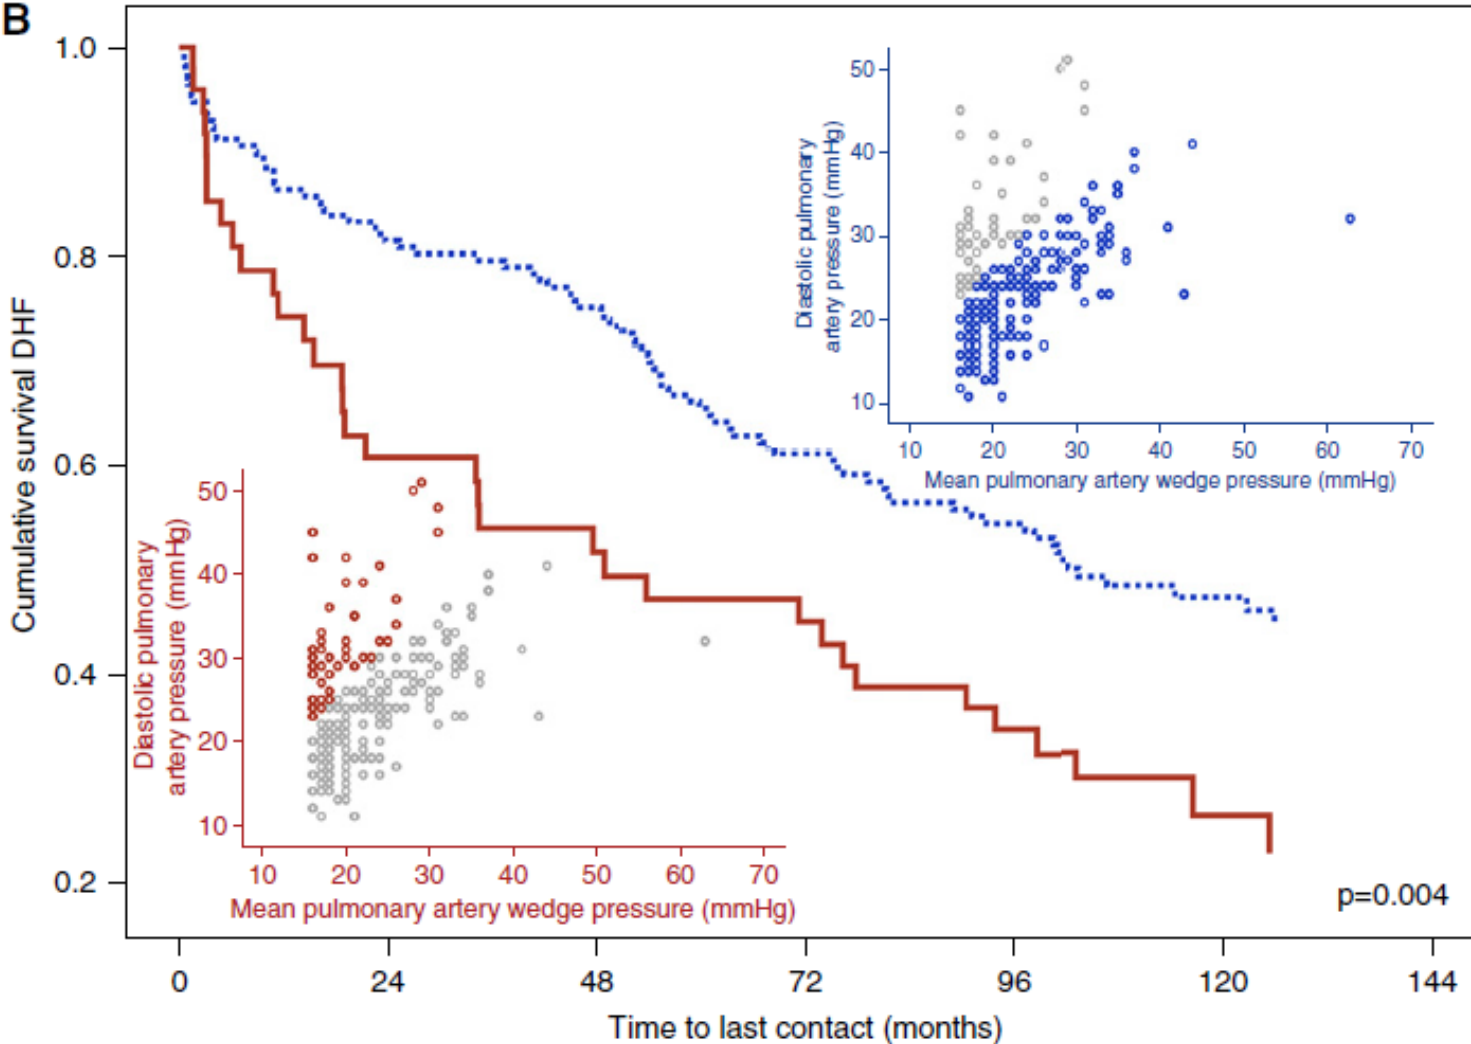 B
Cumulative survival DHF
1.0
0.8
0.6
0.4
0.2
Diastolic pulmonary
artery pressure (mmHg)
50
40
30
20
10
10 20 30 40 50 60 70
Mean pulmonary artery wedge pressure (mmHg)
Diastolic pulmonary
artery pressure (mmHg)
50
40
30
20
10
10 20 30 40 50 60 70
Mean pulmonary artery wedge pressure (mmHg)
p=0.004
0 24 48 72 96 120 144
Time to last contact (months)